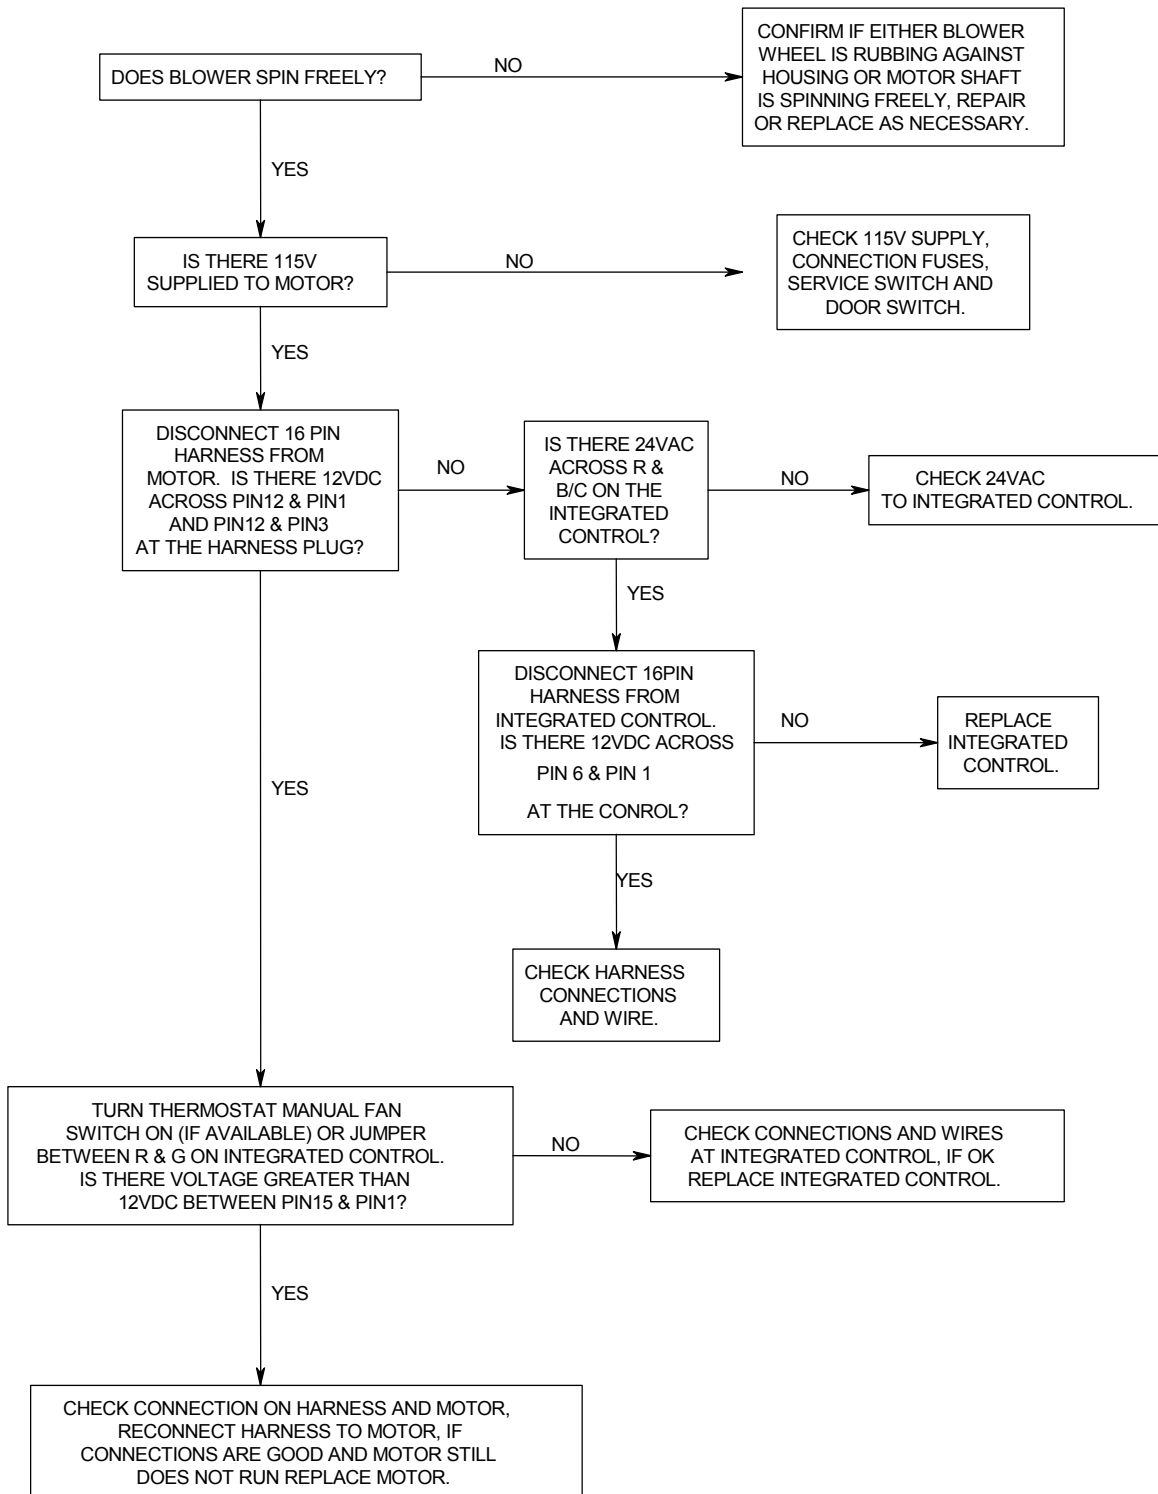 DOES BLOWER SPIN FREELY?
NO
CONFIRM IF EITHER BLOWER
WHEEL IS RUBBING AGAINST
HOUSING OR MOTOR SHAFT
IS SPINNING FREELY, REPAIR
OR REPLACE AS NECESSARY.
YES
IS THERE 115V
SUPPLIED TO MOTOR?
NO
CHECK 115V SUPPLY,
CONNECTION FUSES,
SERVICE SWITCH AND
DOOR SWITCH.
YES
DISCONNECT 16 PIN
HARNESS FROM
MOTOR. IS THERE 12VDC
ACROSS PIN12 & PIN1
AND PIN12 & PIN3
AT THE HARNESS PLUG?
NO
IS THERE 24VAC
ACROSS R &
B/C ON THE
INTEGRATED
CONTROL?
NO
CHECK 24VAC
TO INTEGRATED CONTROL.
YES
DISCONNECT 16PIN
HARNESS FROM
INTEGRATED CONTROL.
IS THERE 12VDC ACROSS
PIN 6 & PIN 1
AT THE CONROL?
NO
REPLACE
INTEGRATED
CONTROL.
YES
YES
CHECK HARNESS
CONNECTIONS
AND WIRE.
TURN THERMOSTAT MANUAL FAN
SWITCH ON (IF AVAILABLE) OR JUMPER
BETWEEN R & G ON INTEGRATED CONTROL.
IS THERE VOLTAGE GREATER THAN
12VDC BETWEEN PIN15 & PIN1?
NO
CHECK CONNECTIONS AND WIRES
AT INTEGRATED CONTROL, IF OK
REPLACE INTEGRATED CONTROL.
YES
CHECK CONNECTION ON HARNESS AND MOTOR,
RECONNECT HARNESS TO MOTOR, IF
CONNECTIONS ARE GOOD AND MOTOR STILL
DOES NOT RUN REPLACE MOTOR.